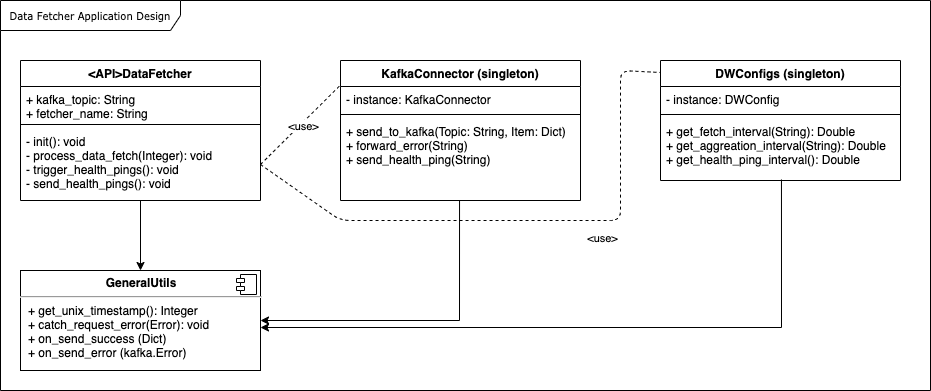 Data Fetcher Application Design
<API>DataFetcher
+ kafka_topic: String
+ fetcher_name: String
- init(): void
- process_data_fetch(Integer): void
- trigger_health_pings(): void
- send_health_pings(): void
<use>
KafkaConnector (singleton)
- instance: KafkaConnector
+ send_to_kafka(Topic: String, Item: Dict)
+ forward_error(String)
+ send_health_ping(String)
DWConfigs (singleton)
- instance: DWConfig
+ get_fetch_interval(String): Double
+ get_aggreation_interval(String): Double
+ get_health_ping_interval(): Double
<use>
GeneralUtils
+ get_unix_timestamp(): Integer
+ catch_request_error(Error): void
+ on_send_success (Dict)
+ on_send_error (kafka.Error)